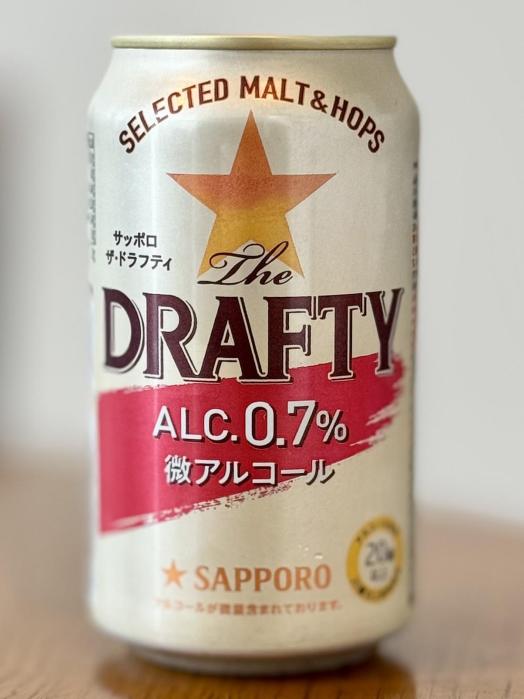 SELECTED MALT&HOPS
サッポロ
ザ・ドラフティ
The
DRAFTY
ALC.0.7%
微アルコール
SAPPORO
アルコールが微量含まれております。
20